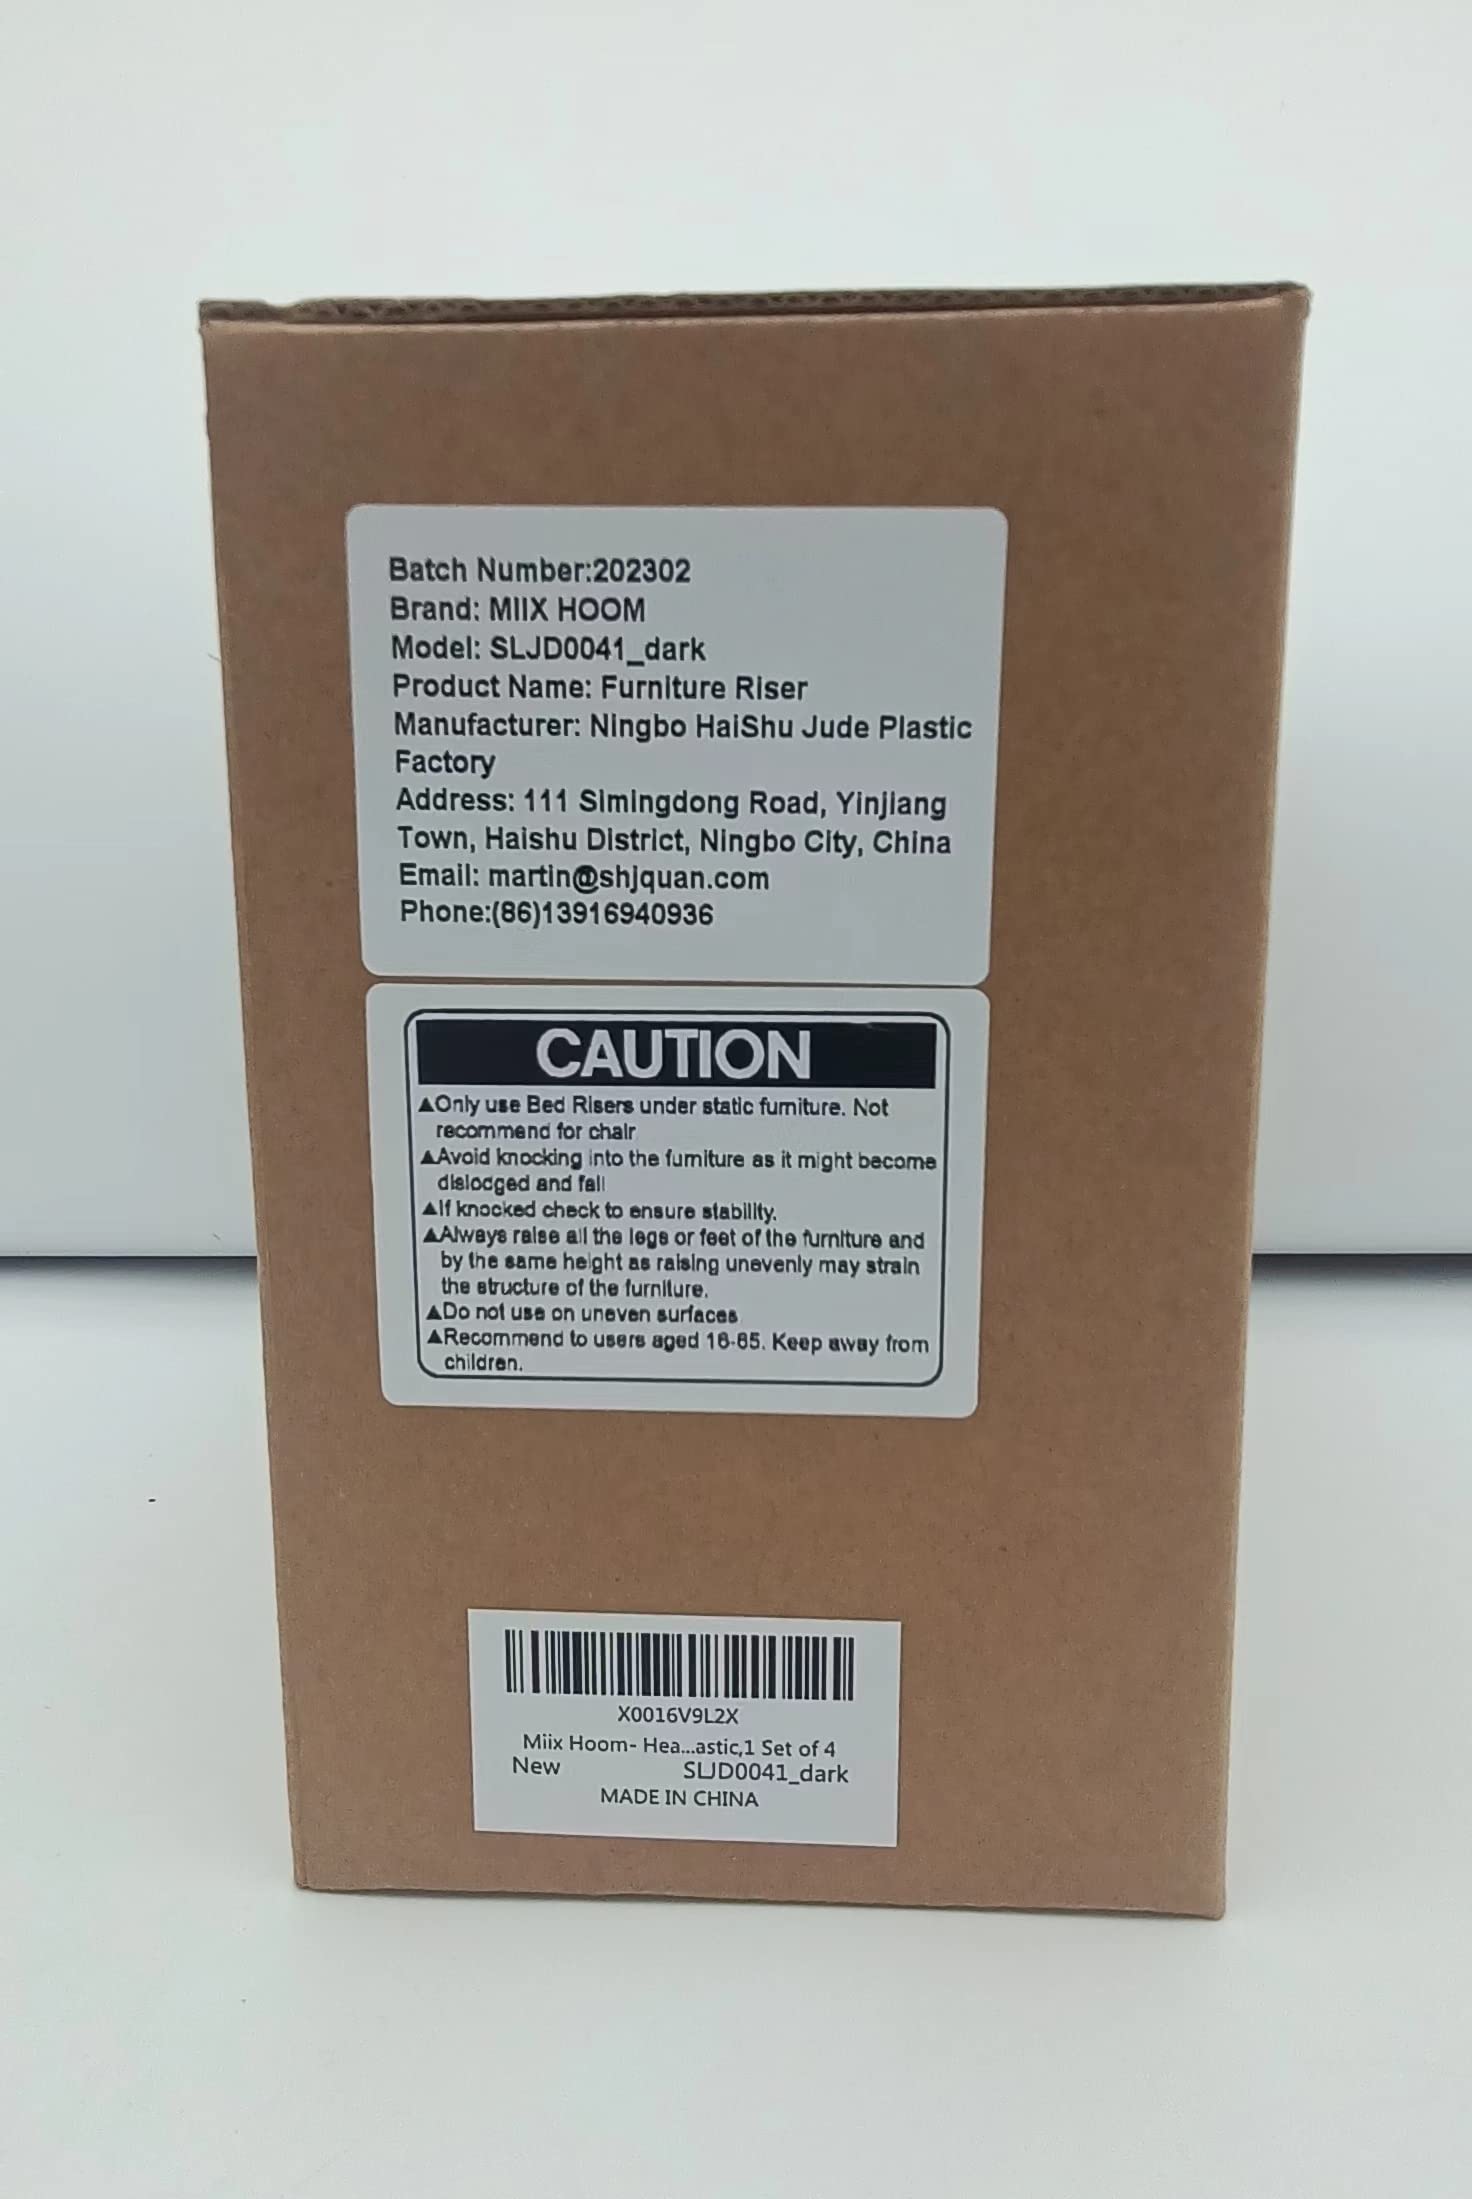 Batch Number:202302
Brand: MIIX HOOM
Model: SLJD0041_dark
Product Name: Furniture Riser
Manufacturer: Ningbo HaiShu Jude Plastic
Factory
Address: 111 Simingdong Road, Yinjiang
Town, Haishu District, Ningbo City, China
Email: martin@shjquan.com
Phone:(86)13916940936
CAUTION
▲Only use Bed Risers under static furniture. Not
recommend for chair
▲Avoid knocking into the furniture as it might become
dislodged and fall
▲If knocked check to ensure stability.
▲Always raise all the legs or feet of the furniture and
by the same height as raising unevenly may strain
the structure of the furniture.
▲Do not use on uneven surfaces
▲Recommend to users aged 16-65. Keep away from
children.
X0016V9L2X
Miix Hoom- Hea...astic,1 Set of 4
New SLJD0041_dark
MADE IN CHINA